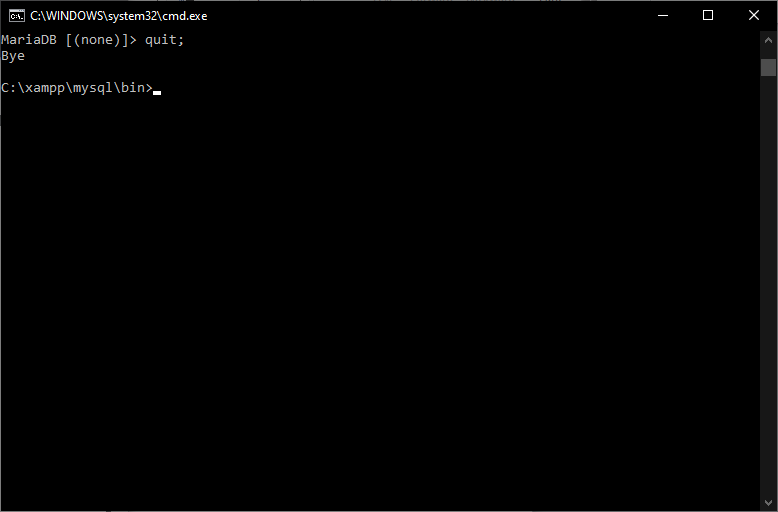 C:\WINDOWS\system32\cmd.exe
MariaDB [(none)]> quit;
Bye
C:\xampp\mysql\bin>